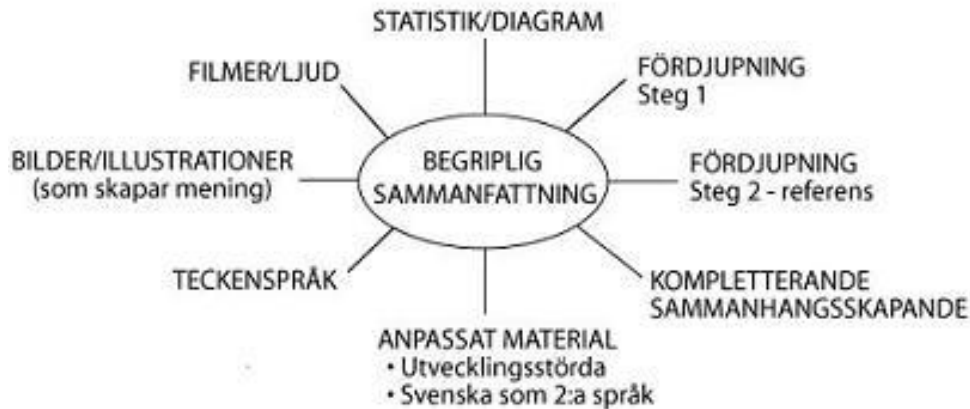 STATISTIK/DIAGRAM
FILMER/LJUD
FÖRDJUPNING
Steg 1
BILDER/ILLUSTRATIONER
(som skapar mening)
BEGRIPLIG
SAMMANFATTNING
FÖRDJUPNING
Steg 2 - referens
TECKENSPRÅK
KOMPLETTERANDE
SAMMANHANGSSKAPANDE
ANPASSAT MATERIAL
• Utvecklingsstörda
• Svenska som 2:a språk